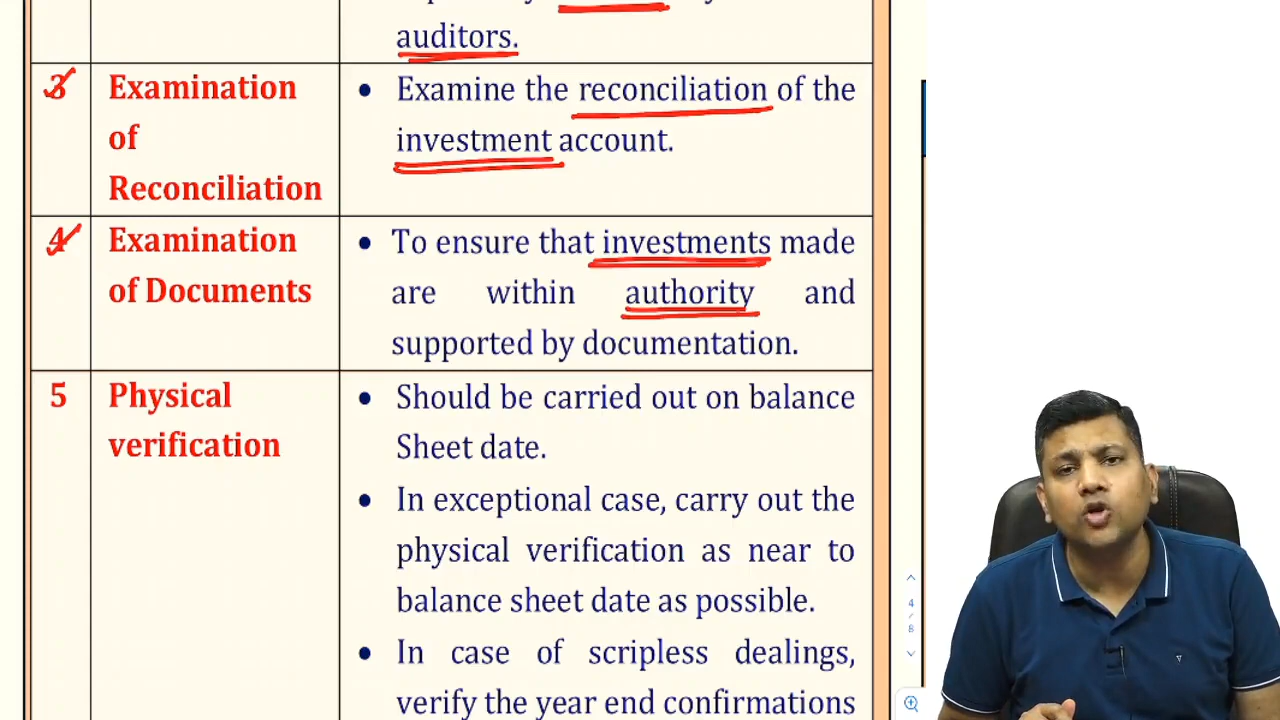 auditors.
3 Examination
of
Reconciliation
• Examine the reconciliation of the
investment account.
4 Examination
of Documents
• To ensure that investments made
are within authority and
supported by documentation.
5 Physical
verification
• Should be carried out on balance
Sheet date.
• In exceptional case, carry out the
physical verification as near to
balance sheet date as possible.
• In case of scripless dealings,
verify the year end confirmations
4
/
8